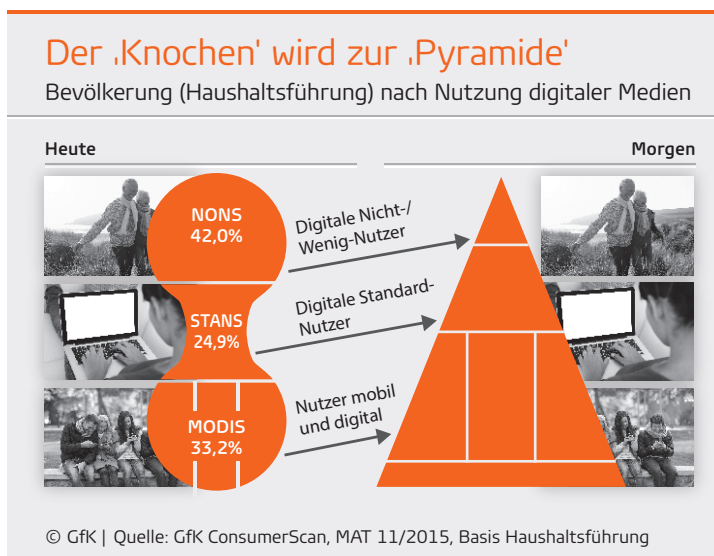 Der ‚Knochen' wird zur ‚Pyramide'
Bevölkerung (Haushaltsführung) nach Nutzung digitaler Medien
Heute
Morgen
NONS
42,0%
Digitale Nicht-/
Wenig-Nutzer
STANS
24,9%
Digitale Standard-
Nutzer
MODIS
33,2%
Nutzer mobil
und digital
© GfK | Quelle: GfK ConsumerScan, MAT 11/2015, Basis Haushaltsführung